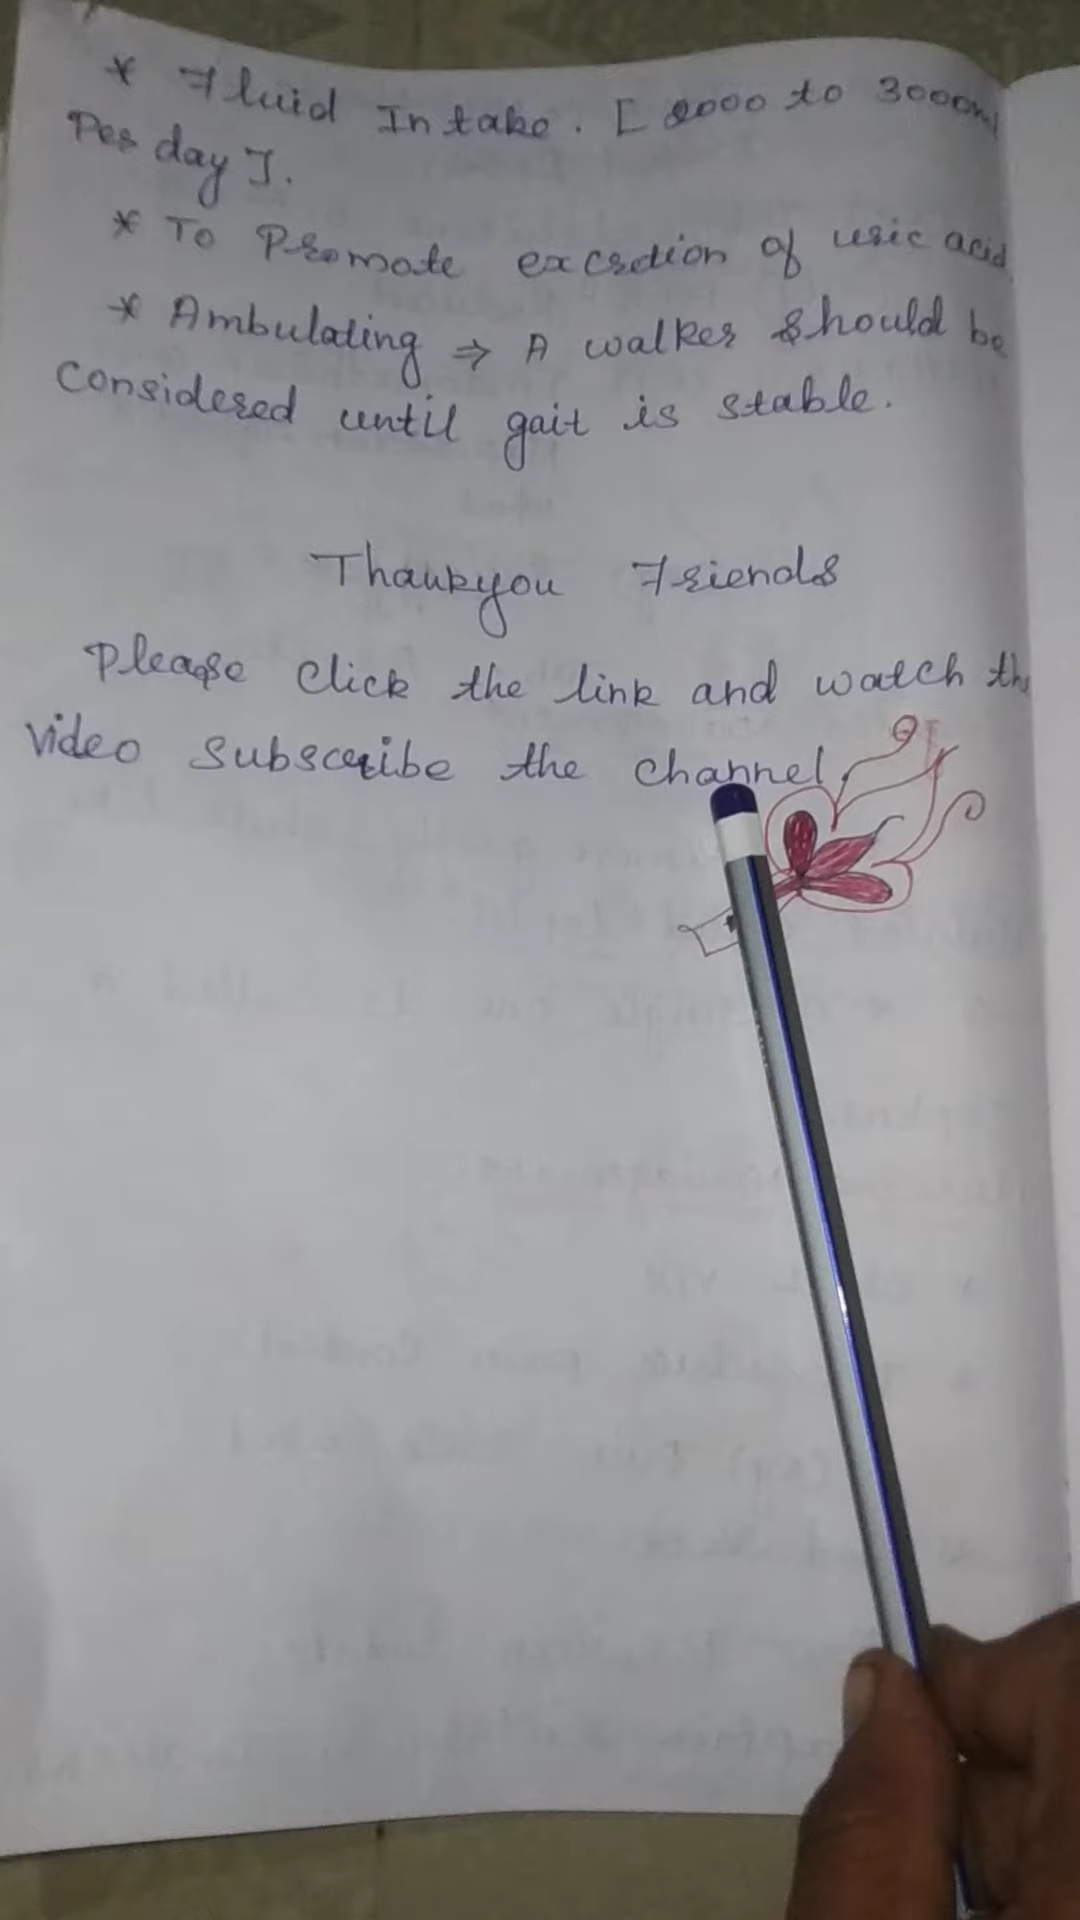 * Fluid Intake. [ 2000 to 3000ml
Per day ].
* To Promote excretion of uric acid
* Ambulating ⇒ A walker should be
Considered until gait is stable.
Thankyou Friends
Please Click the link and watch the
video Subscribe the channel